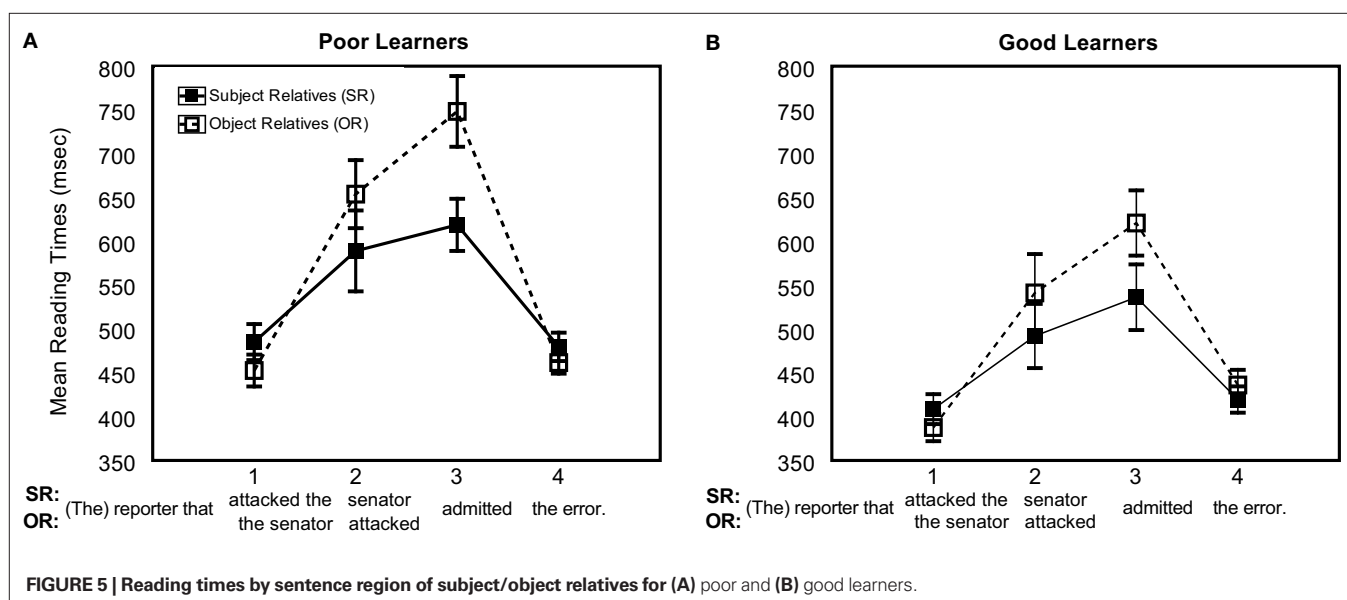 A
Poor Learners
800
750
700
650
600
550
500
450
400
350
Mean Reading Times (msec)
Subject Relatives (SR)
Object Relatives (OR)
1 2 3 4
SR: (The) reporter that attacked the senator admitted the error.
OR: the senator attacked
B
Good Learners
800
750
700
650
600
550
500
450
400
350
1 2 3 4
SR: (The) reporter that attacked the senator admitted the error.
OR: the senator attacked
FIGURE 5 | Reading times by sentence region of subject/object relatives for (A) poor and (B) good learners.